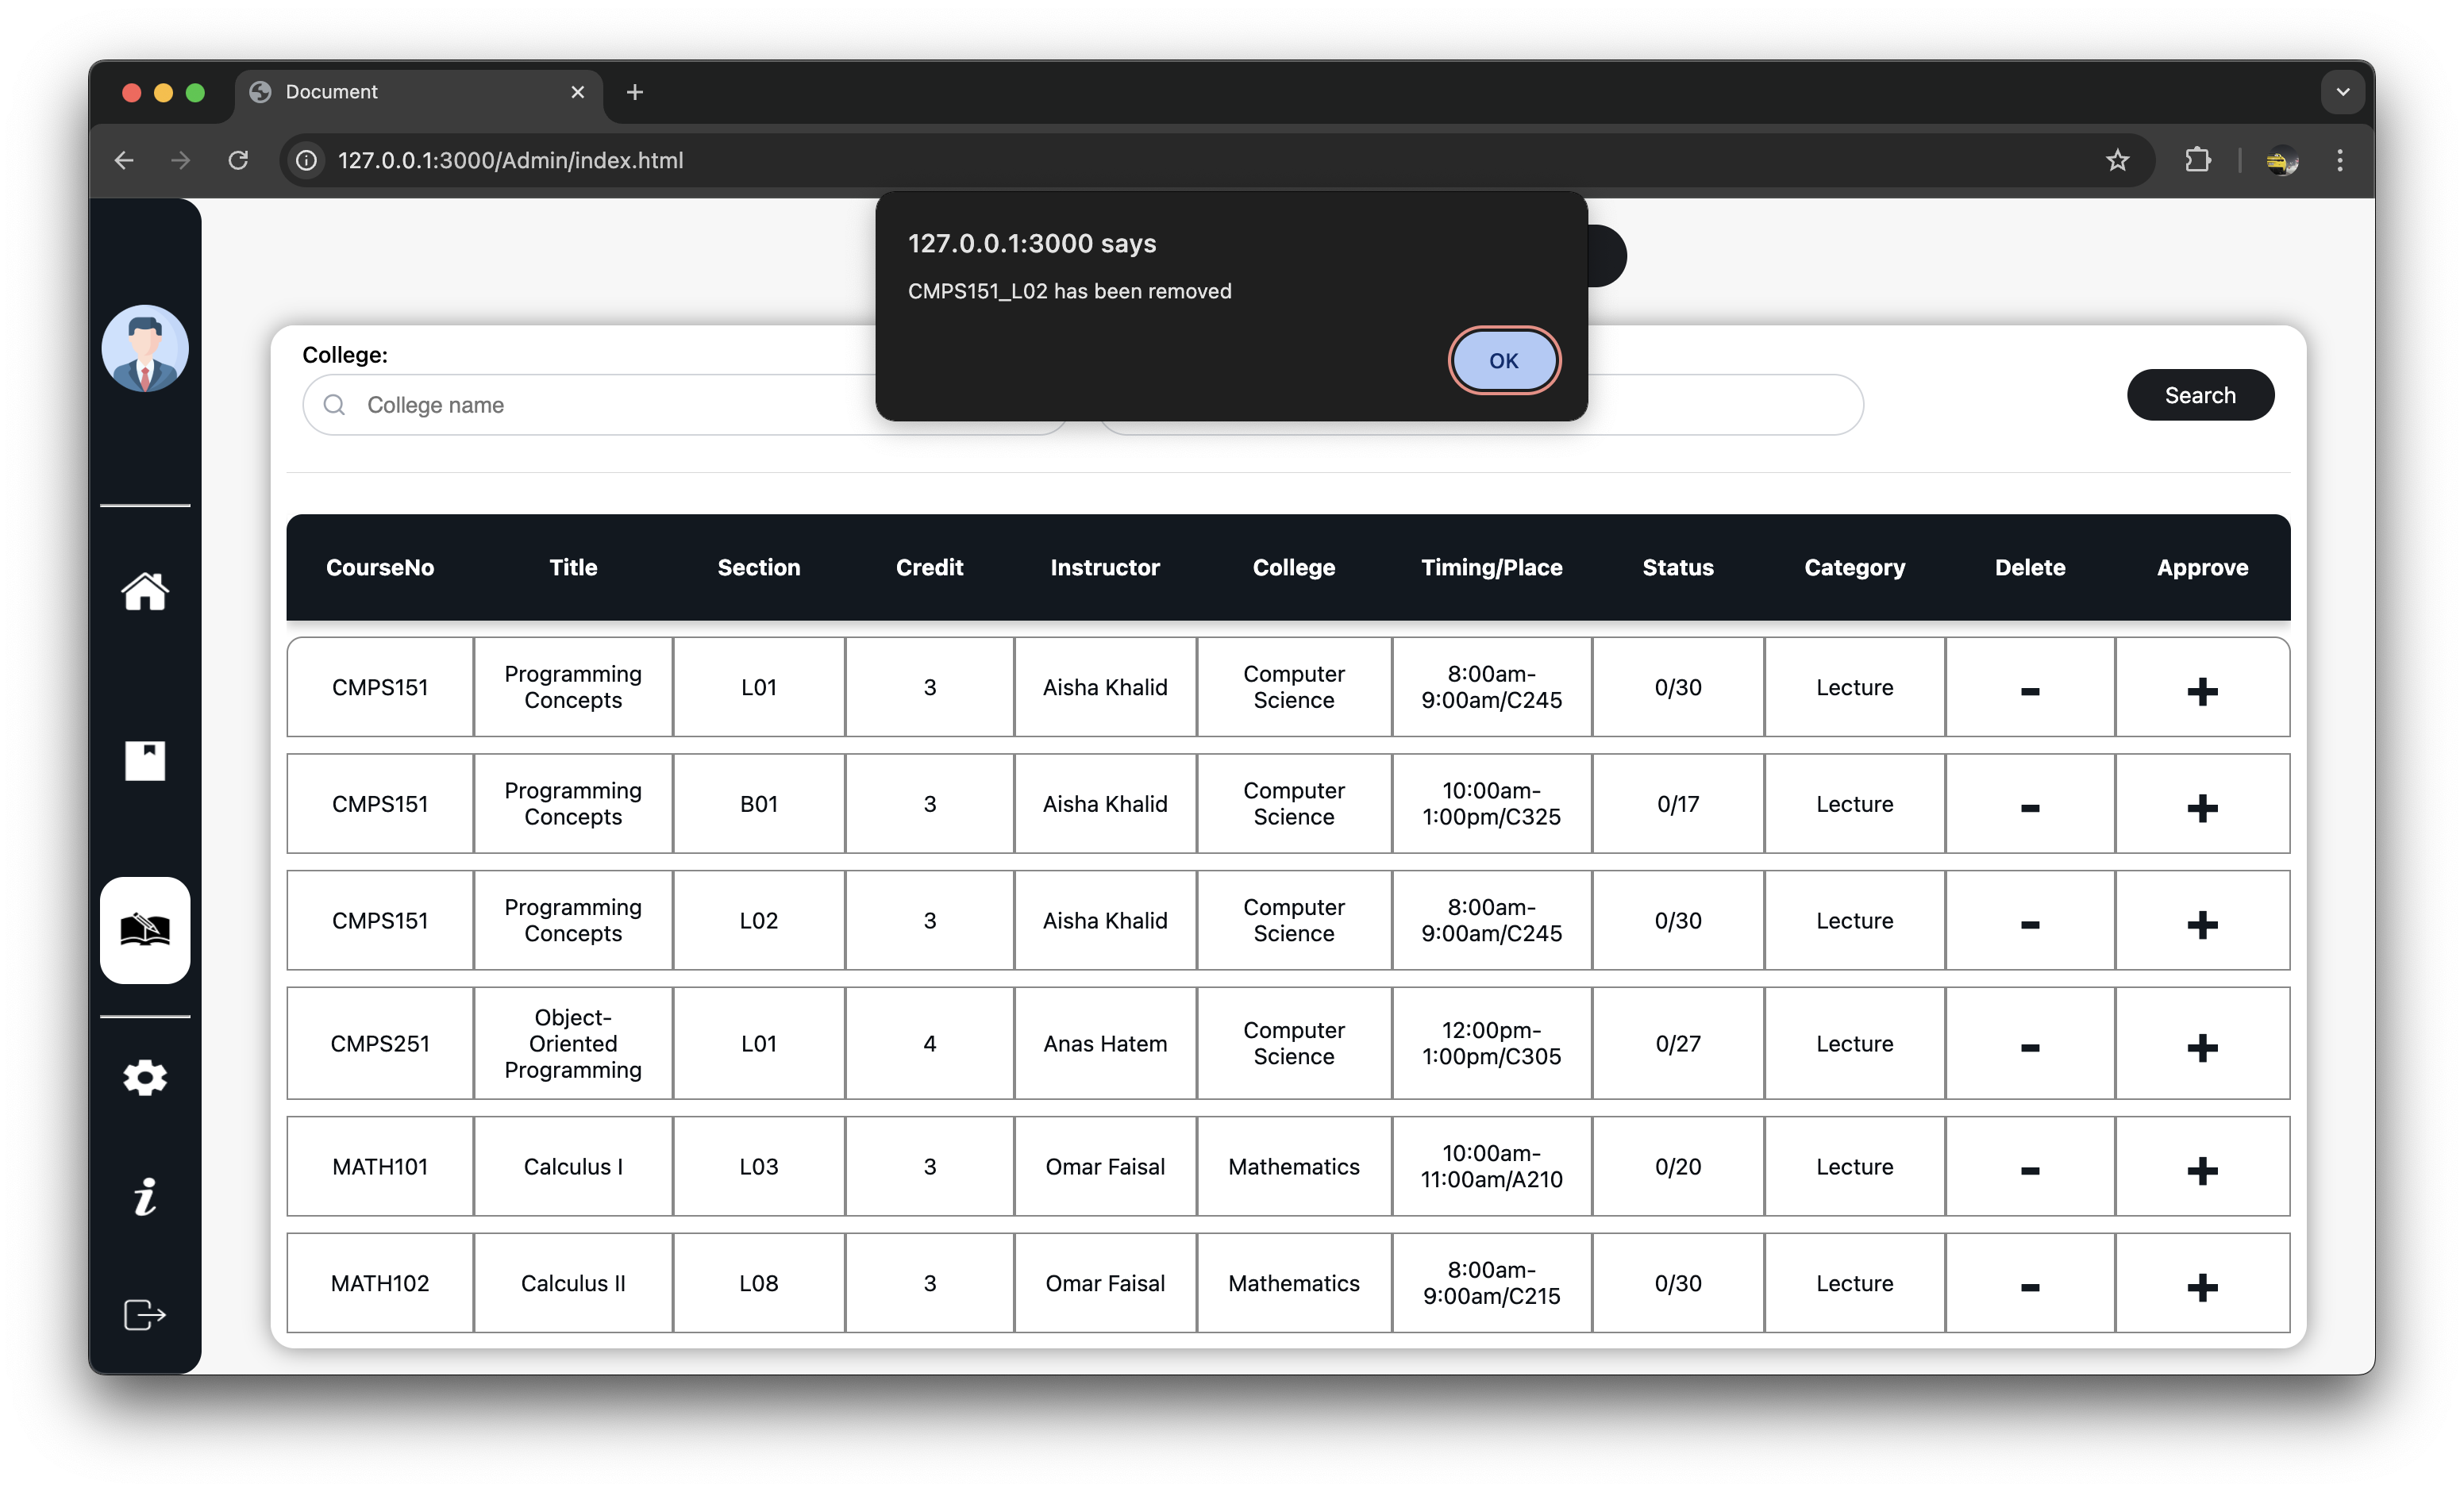 Document
127.0.0.1:3000/Admin/index.html
127.0.0.1:3000 says
CMPS151_L02 has been removed
OK
College:
College name
Search
CourseNo Title Section Credit Instructor College Timing/Place Status Category Delete Approve
CMPS151 Programming Concepts L01 3 Aisha Khalid Computer Science 8:00am-9:00am/C245 0/30 Lecture - +
CMPS151 Programming Concepts B01 3 Aisha Khalid Computer Science 10:00am-1:00pm/C325 0/17 Lecture - +
CMPS151 Programming Concepts L02 3 Aisha Khalid Computer Science 8:00am-9:00am/C245 0/30 Lecture - +
CMPS251 Object-Oriented Programming L01 4 Anas Hatem Computer Science 12:00pm-1:00pm/C305 0/27 Lecture - +
MATH101 Calculus I L03 3 Omar Faisal Mathematics 10:00am-11:00am/A210 0/20 Lecture - +
MATH102 Calculus II L08 3 Omar Faisal Mathematics 8:00am-9:00am/C215 0/30 Lecture - +